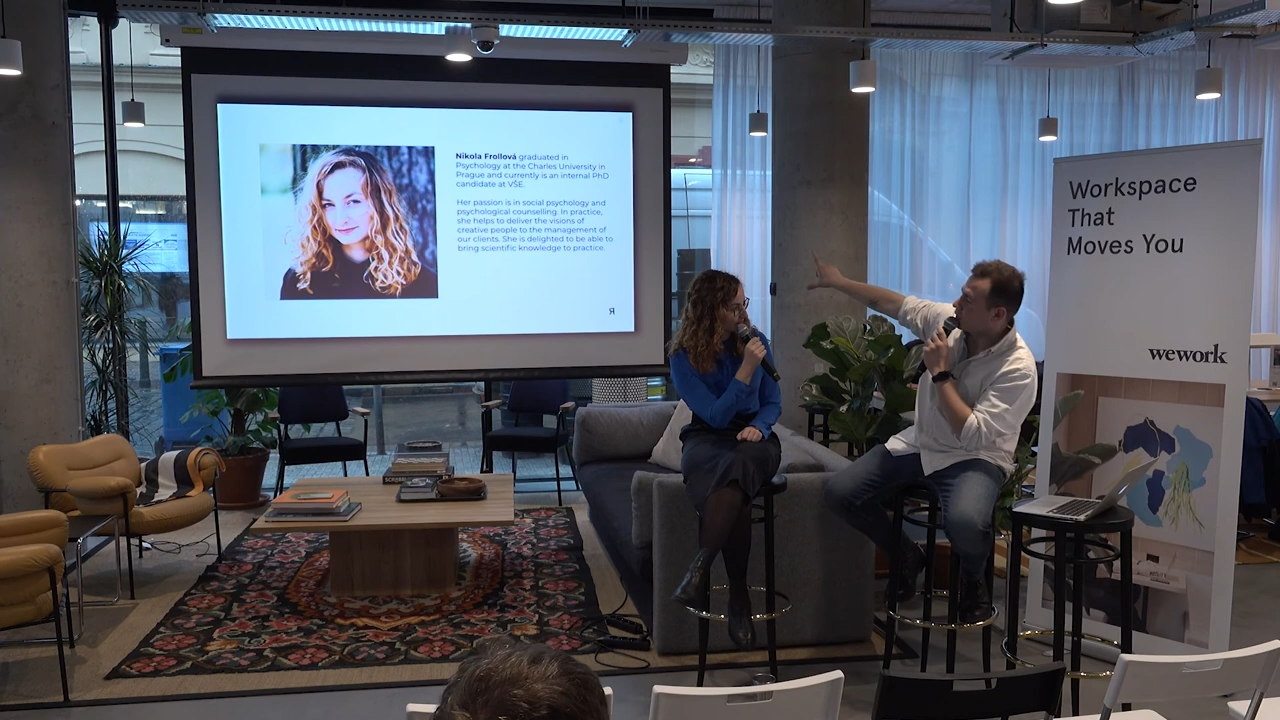 Nikola Frollová graduated in
Psychology at the Charles University in
Prague and currently is an internal PhD
candidate at VŠE.
Her passion is in social psychology and
psychological counselling. In practice,
she helps to deliver the visions of
creative people to the management of
our clients. She is delighted to be able to
bring scientific knowledge to practice.
Я
Workspace
That
Moves You
wework